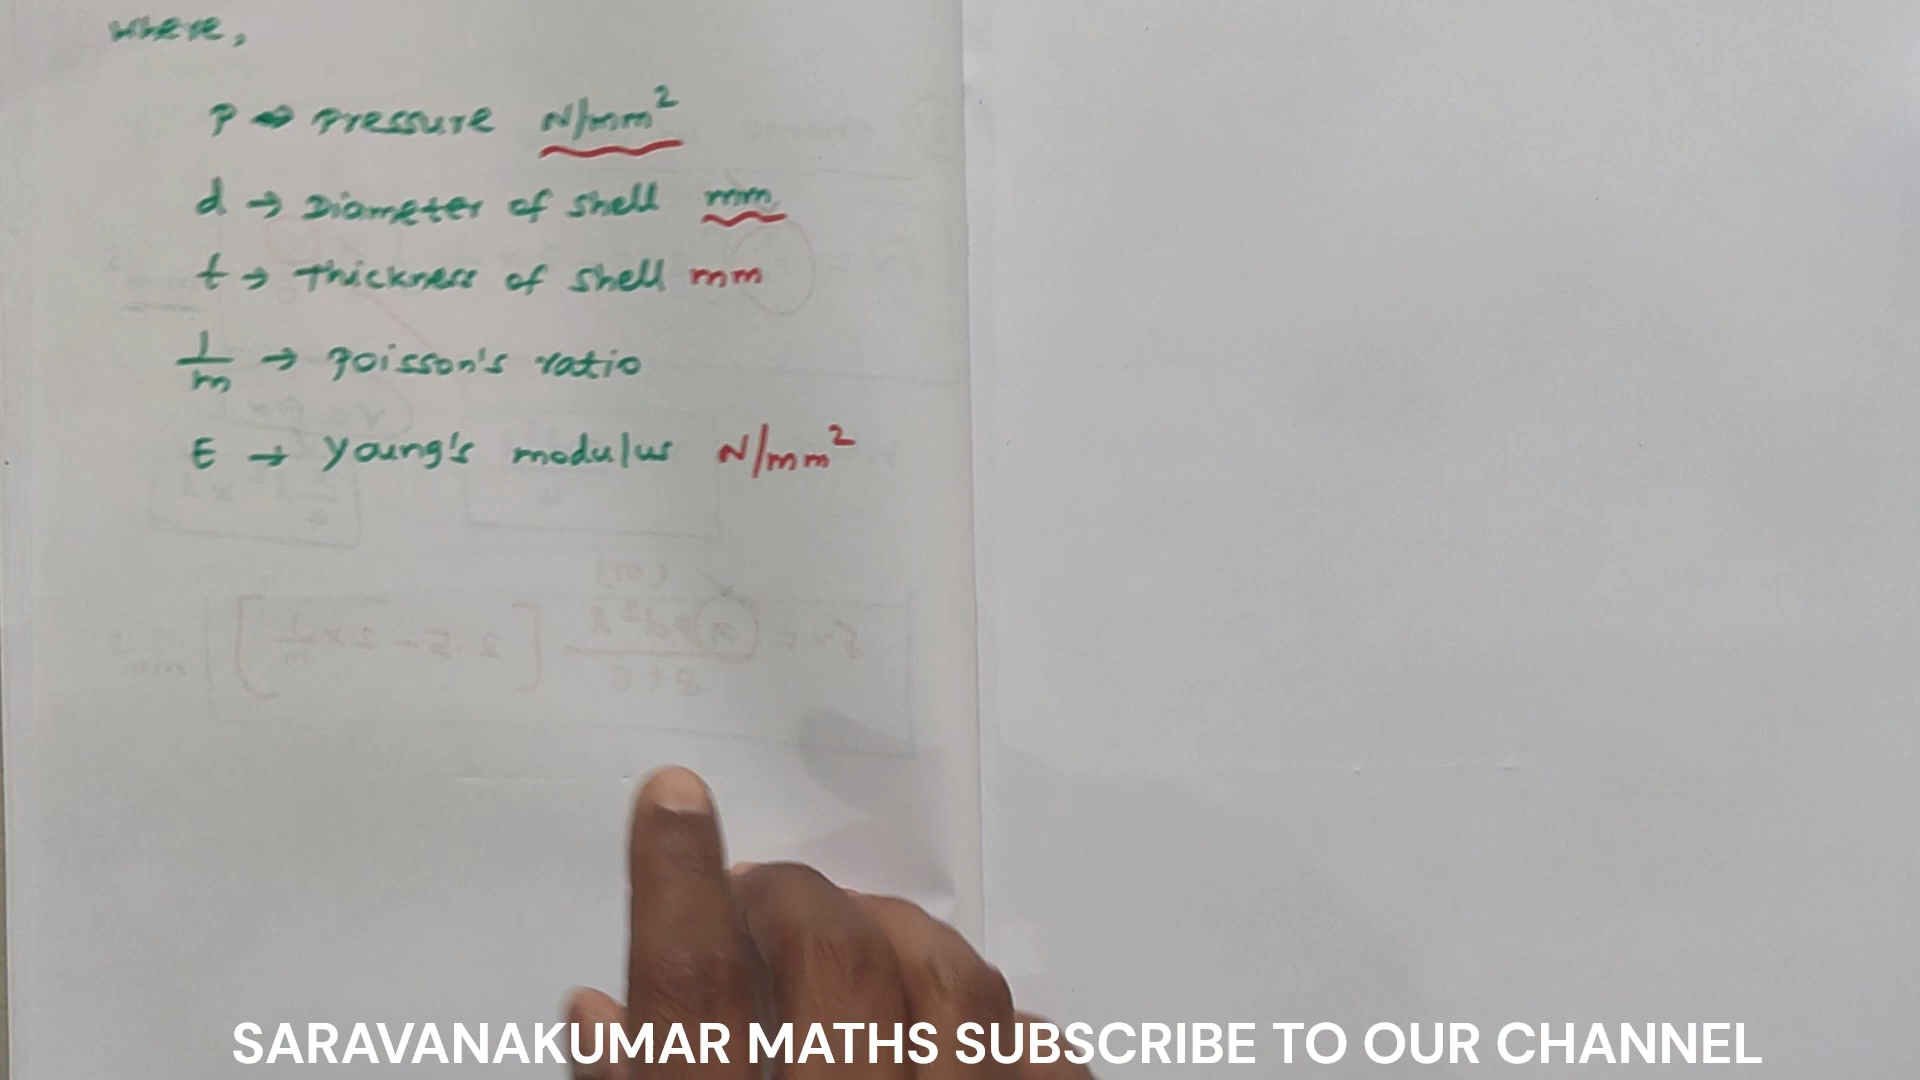 where,
P → Pressure N/mm²
d → Diameter of shell mm
t → Thickness of shell mm
1/m → Poisson's ratio
E → Young's modulus N/mm²
SARAVANAKUMAR MATHS SUBSCRIBE TO OUR CHANNEL